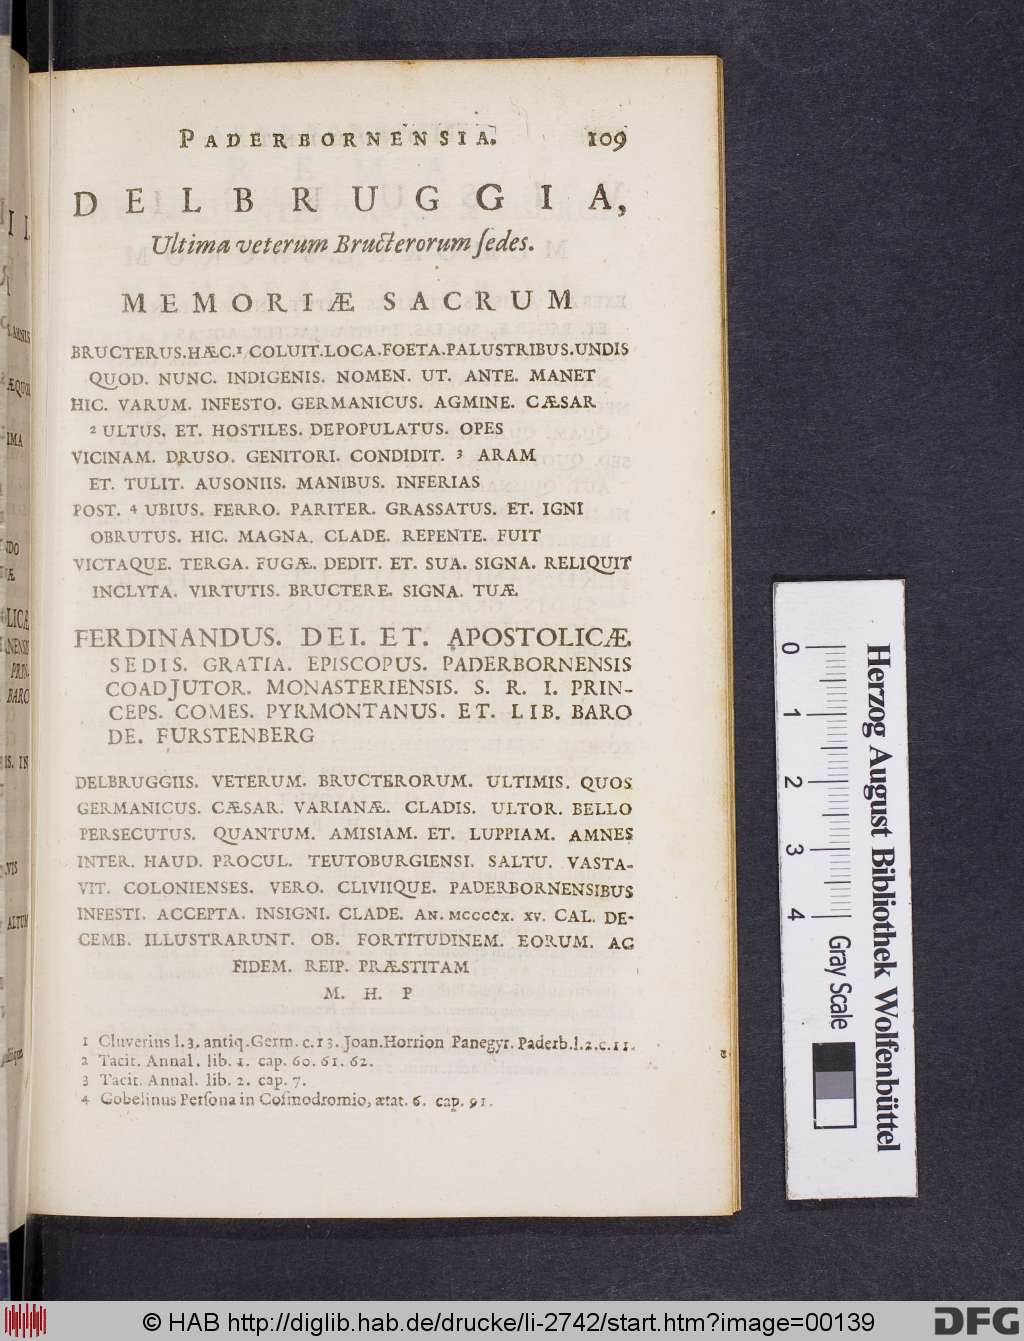 PADERBORNENSIA. 109
DELBRUGGIA,
Ultima veterum Bructerorum sedes.
MEMORIÆ SACRUM
BRUCTERUS.HÆC.1 COLUIT.LOCA.FOETA.PALUSTRIBUS.UNDIS
QUOD. NUNC. INDIGENIS. NOMEN. UT. ANTE. MANET
HIC. VARUM. INFESTO. GERMANICUS. AGMINE. CÆSAR
2 ULTUS. ET. HOSTILES. DEPOPULATUS. OPES
VICINAM. DRUSO. GENITORI. CONDIDIT. 3 ARAM
ET. TULIT. AUSONIIS. MANIBUS. INFERIAS
POST. 4 UBIUS. FERRO. PARITER. GRASSATUS. ET. IGNI
OBRUTUS. HIC. MAGNA. CLADE. REPENTE. FUIT
VICTAQUE. TERGA. FUGÆ. DEDIT. ET. SUA. SIGNA. RELIQUIT
INCLYTA. VIRTUTIS. BRUCTERE. SIGNA. TUÆ
FERDINANDUS. DEI. ET. APOSTOLICÆ
SEDIS. GRATIA. EPISCOPUS. PADERBORNENSIS
COADJUTOR. MONASTERIENSIS. S. R. I. PRIN-
CEPS. COMES. PYRMONTANUS. ET. LIB. BARO
DE. FURSTENBERG
DELBRUGGIIS. VETERUM. BRUCTERORUM. ULTIMIS. QUOS
GERMANICUS. CÆSAR. VARIANÆ. CLADIS. ULTOR. BELLO
PERSECUTUS. QUANTUM. AMISIAM. ET. LUPPIAM. AMNES
INTER. HAUD. PROCUL. TEUTOBURGIENSI. SALTU. VASTA-
VIT. COLONIENSES. VERO. CLIVIIQUE. PADERBORNENSIBUS
INFESTI. ACCEPTA. INSIGNI. CLADE. AN. MCCCCX. XV. CAL. DE-
CEMB. ILLUSTRARUNT. OB. FORTITUDINEM. EORUM. AC
FIDEM. REIP. PRÆSTITAM
M. H. P
1 Cluverius l.3. antiq.Germ. c.13. Joan.Horrion Panegyr. Paderb.l.2.c.11.
2 Tacit. Annal. lib. 1. cap. 60. 61. 62.
3 Tacit. Annal. lib. 2. cap. 7.
4 Gobelinus Persona in Cosmodromio, ætat. 6. cap. 91.
0 1 2 3 4 Gray Scale
Herzog August Bibliothek Wolfenbüttel
© HAB http://diglib.hab.de/drucke/li-2742/start.htm?image=00139
DFG